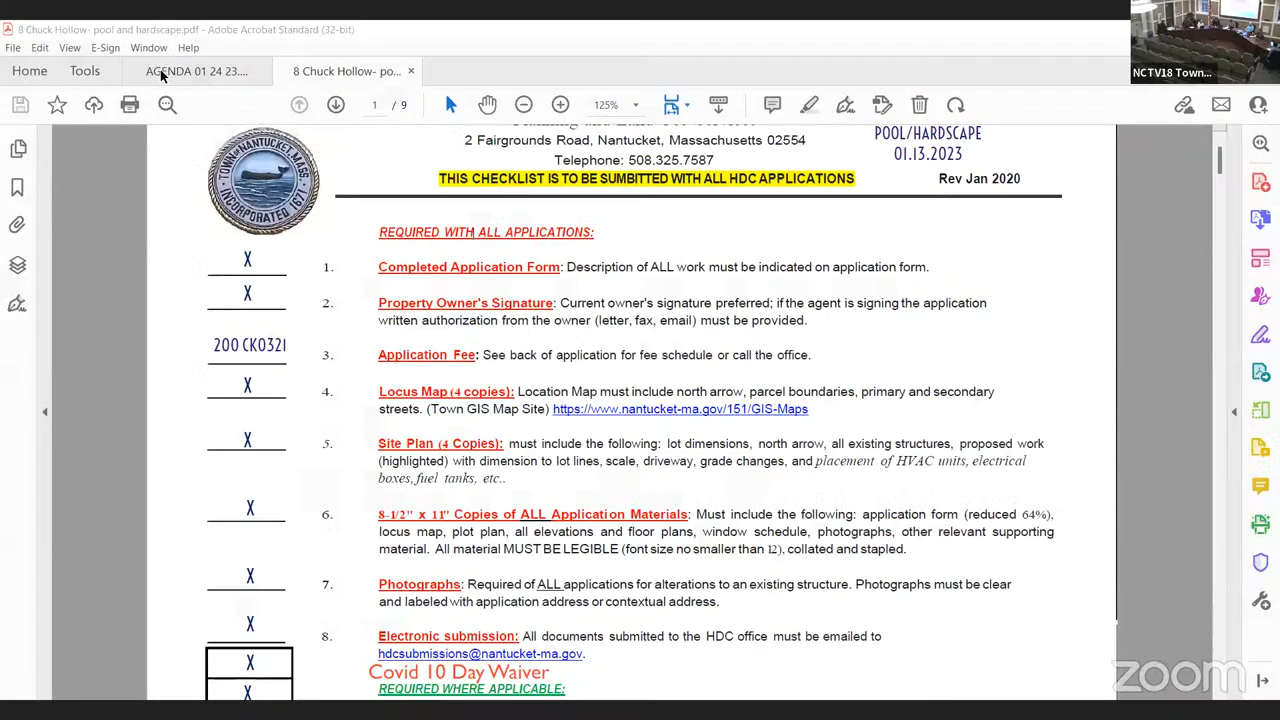 8 Chuck Hollow- pool and hardscape.pdf - Adobe Acrobat Standard (32-bit)
File Edit View E-Sign Window Help
Home Tools AGENDA 01 24 23.... 8 Chuck Hollow- po... ×
1 / 9 125%
NCTV18 Town...
2 Fairgrounds Road, Nantucket, Massachusetts 02554
Telephone: 508.325.7587
THIS CHECKLIST IS TO BE SUMBITTED WITH ALL HDC APPLICATIONS
POOL/HARDSCAPE
01.13.2023
Rev Jan 2020
REQUIRED WITH ALL APPLICATIONS:
X 1. Completed Application Form: Description of ALL work must be indicated on application form.
X 2. Property Owner's Signature: Current owner's signature preferred; if the agent is signing the application
written authorization from the owner (letter, fax, email) must be provided.
200 CK0321 3. Application Fee: See back of application for fee schedule or call the office.
X 4. Locus Map (4 copies): Location Map must include north arrow, parcel boundaries, primary and secondary
streets. (Town GIS Map Site) https://www.nantucket-ma.gov/151/GIS-Maps
X 5. Site Plan (4 Copies): must include the following: lot dimensions, north arrow, all existing structures, proposed work
(highlighted) with dimension to lot lines, scale, driveway, grade changes, and placement of HVAC units, electrical
boxes, fuel tanks, etc..
X 6. 8-1/2" x 11" Copies of ALL Application Materials: Must include the following: application form (reduced 64%),
locus map, plot plan, all elevations and floor plans, window schedule, photographs, other relevant supporting
material. All material MUST BE LEGIBLE (font size no smaller than 12), collated and stapled.
X 7. Photographs: Required of ALL applications for alterations to an existing structure. Photographs must be clear
and labeled with application address or contextual address.
X 8. Electronic submission: All documents submitted to the HDC office must be emailed to
hdcsubmissions@nantucket-ma.gov.
X Covid 10 Day Waiver
X REQUIRED WHERE APPLICABLE:
zoom